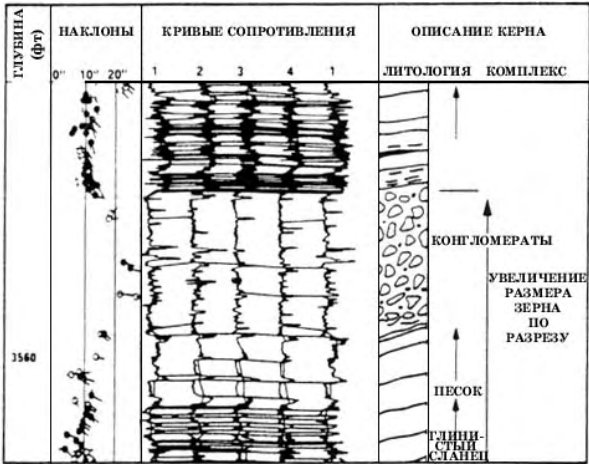 ГЛУБИНА
(фт)
НАКЛОНЫ
КРИВЫЕ СОПРОТИВЛЕНИЯ
ОПИСАНИЕ КЕРНА
ЛИТОЛОГИЯ КОМПЛЕКС
0° 10° 20°
1 2 3 4 1
КОНГЛОМЕРАТЫ
УВЕЛИЧЕНИЕ
РАЗМЕРА
ЗЕРНА
ПО
РАЗРЕЗУ
3560
ПЕСОК
ГЛИНИ-
СТЫЙ
СЛАНЕЦ